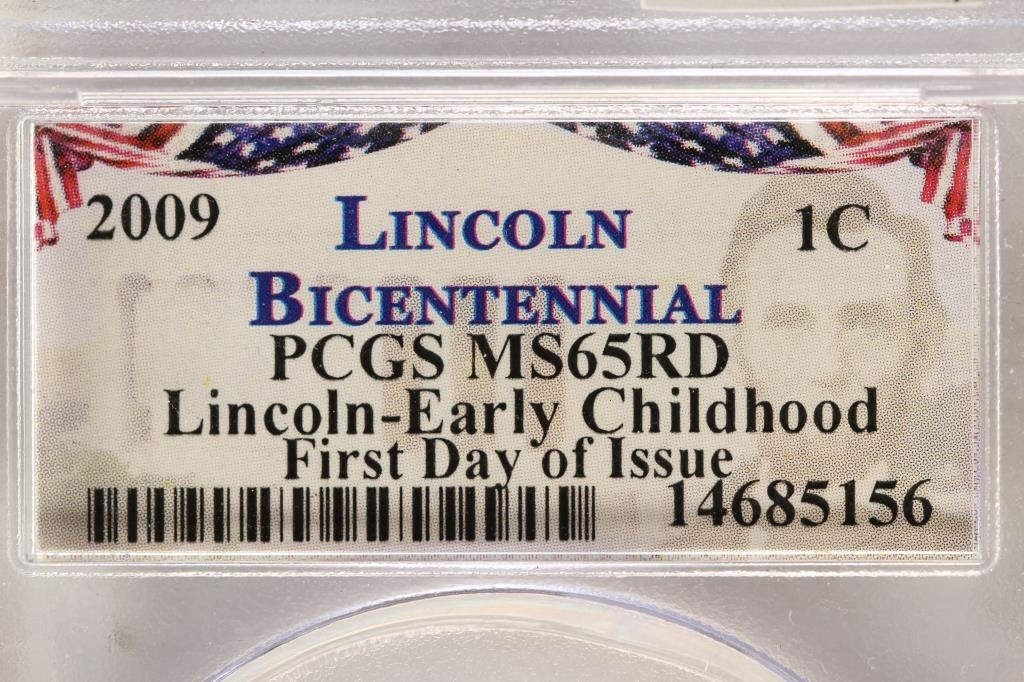 2009 LINCOLN 1C
BICENTENNIAL
PCGS MS65RD
Lincoln-Early Childhood
First Day of Issue
14685156